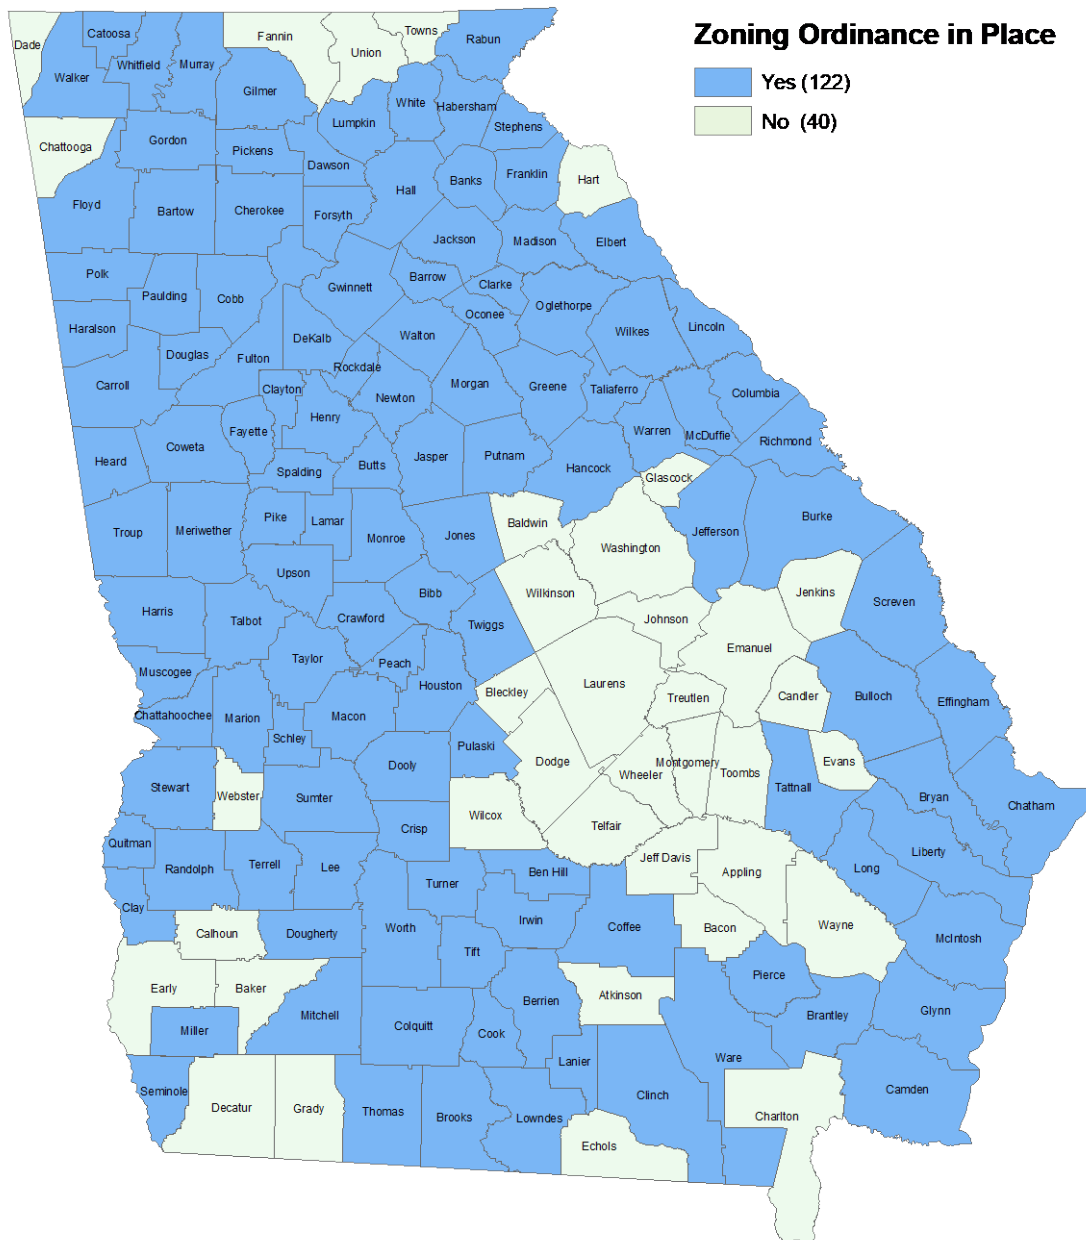 Zoning Ordinance in Place
Yes (122)
No (40)
Dade
Catoosa
Walker
Whitfield
Murray
Fannin
Union
Towns
Rabun
Gilmer
Lumpkin
White
Habersham
Stephens
Chattooga
Gordon
Pickens
Dawson
Hall
Banks
Franklin
Hart
Floyd
Bartow
Cherokee
Forsyth
Jackson
Madison
Elbert
Polk
Paulding
Cobb
Gwinnett
Barrow
Clarke
Oconee
Oglethorpe
Wilkes
Lincoln
Haralson
Douglas
Fulton
DeKalb
Rockdale
Walton
Morgan
Greene
Taliaferro
Columbia
Carroll
Clayton
Henry
Newton
Warren
McDuffie
Richmond
Heard
Coweta
Fayette
Spalding
Butts
Jasper
Putnam
Hancock
Glascock
Troup
Meriwether
Pike
Lamar
Monroe
Jones
Baldwin
Washington
Jefferson
Burke
Upson
Bibb
Wilkinson
Jenkins
Screven
Harris
Talbot
Crawford
Twiggs
Johnson
Emanuel
Muscogee
Taylor
Peach
Houston
Bleckley
Laurens
Treutlen
Candler
Bulloch
Effingham
Chattahoochee
Marion
Schley
Macon
Pulaski
Dodge
Wheeler
Montgomery
Toombs
Tattnall
Evans
Bryan
Chatham
Stewart
Webster
Sumter
Dooly
Crisp
Wilcox
Telfair
Jeff Davis
Appling
Long
Liberty
Quitman
Randolph
Terrell
Lee
Turner
Ben Hill
Irwin
Coffee
Bacon
Wayne
McIntosh
Clay
Calhoun
Dougherty
Worth
Tift
Early
Baker
Mitchell
Miller
Colquitt
Cook
Berrien
Atkinson
Pierce
Brantley
Glynn
Lanier
Ware
Camden
Seminole
Decatur
Grady
Thomas
Brooks
Lowndes
Clinch
Echols
Charlton